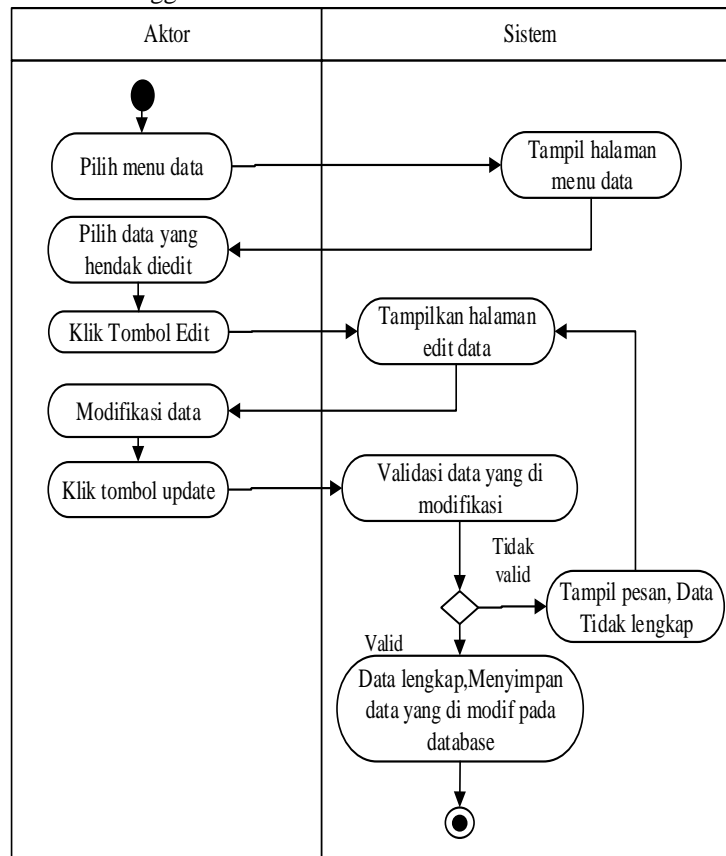 Aktor
Sistem
Pilih menu data
Tampil halaman
menu data
Pilih data yang
hendak diedit
Klik Tombol Edit
Tampilkan halaman
edit data
Modifikasi data
Klik tombol update
Validasi data yang di
modifikasi
Tidak
valid
Tampil pesan, Data
Tidak lengkap
Valid
Data lengkap,Menyimpan
data yang di modif pada
database